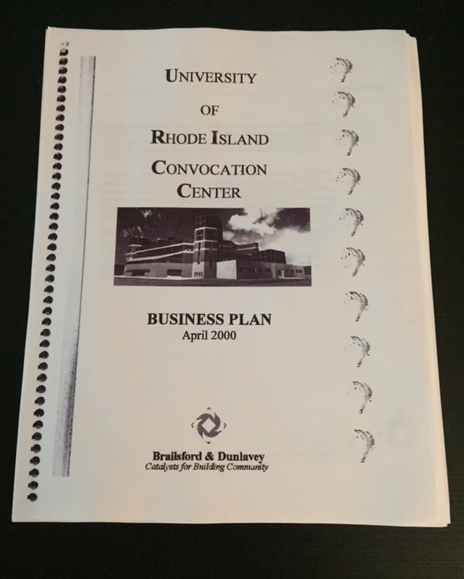 UNIVERSITY
OF
RHODE ISLAND
CONVOCATION
CENTER
BUSINESS PLAN
April 2000
Brailsford & Dunlavey
Catalysts for Building Community